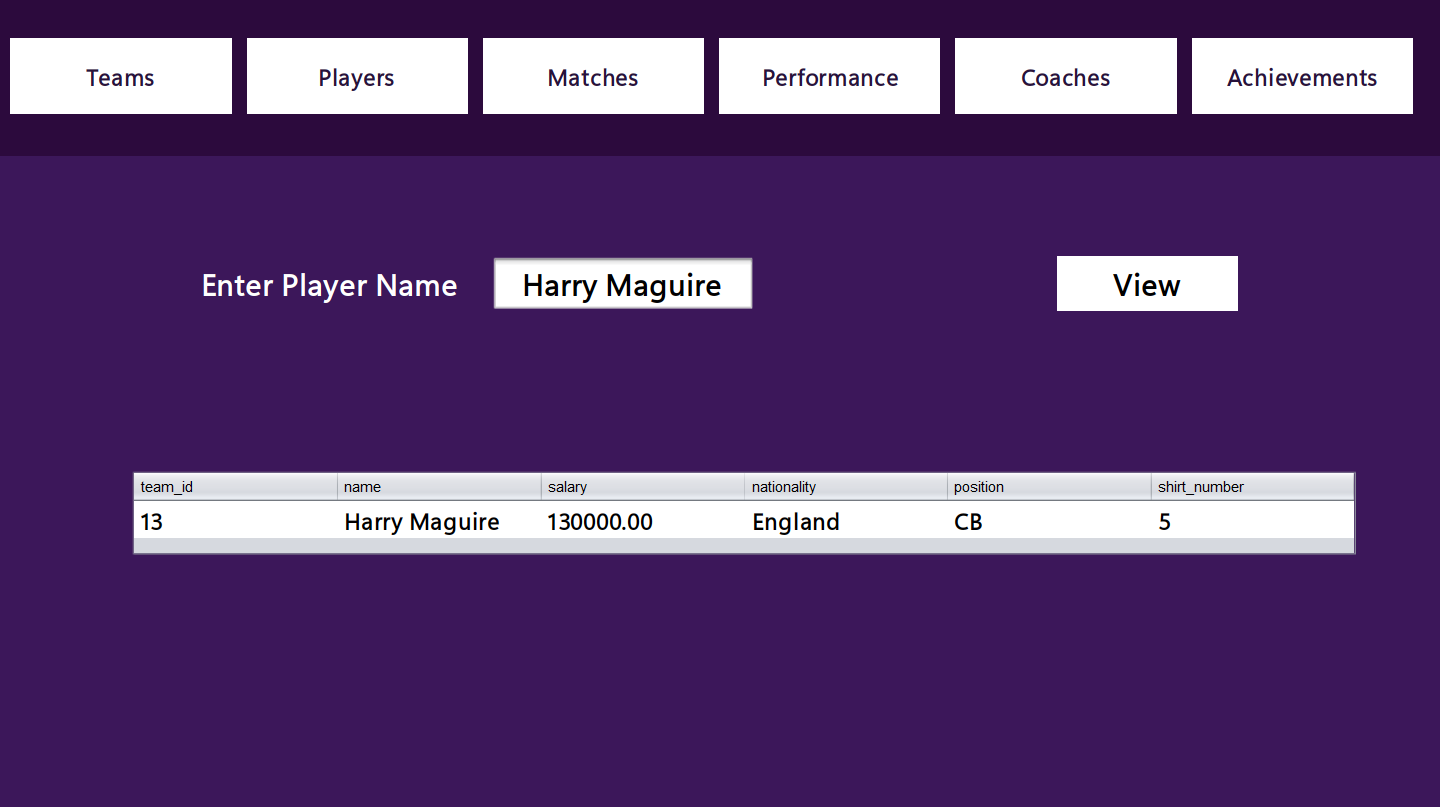 Teams Players Matches Performance Coaches Achievements
Enter Player Name Harry Maguire View
team_id name salary nationality position shirt_number
13 Harry Maguire 130000.00 England CB 5